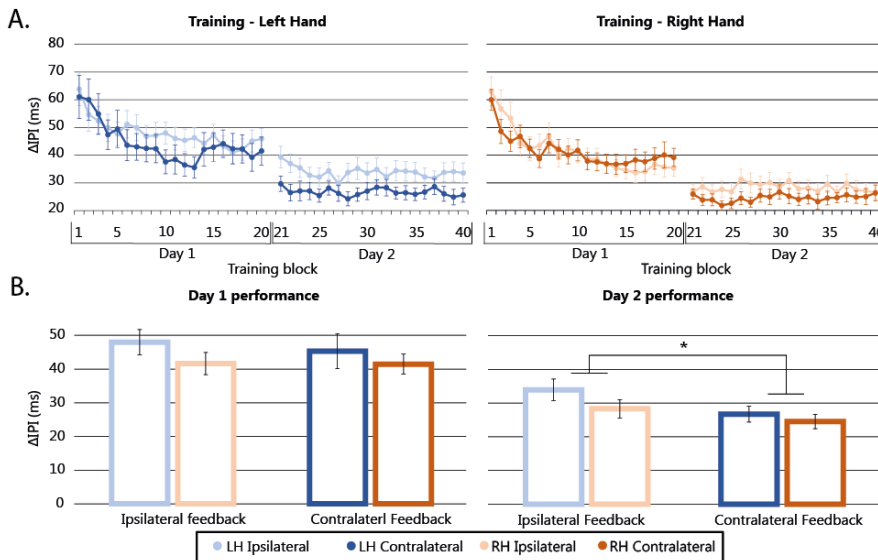 A.
Training - Left Hand
Training - Right Hand
ΔIPI (ms)
80
70
60
50
40
30
20
1 5 10 15 20 21 25 30 35 40
1 5 10 15 20 21 25 30 35 40
Day 1 Day 2
Day 1 Day 2
Training block
Training block
B.
Day 1 performance
Day 2 performance
ΔIPI (ms)
50
40
30
20
10
0
*
Ipsilateral feedback
Contralaterl Feedback
Ipsilateral Feedback
Contralateral Feedback
LH Ipsilateral LH Contralateral RH Ipsilateral RH Contralateral